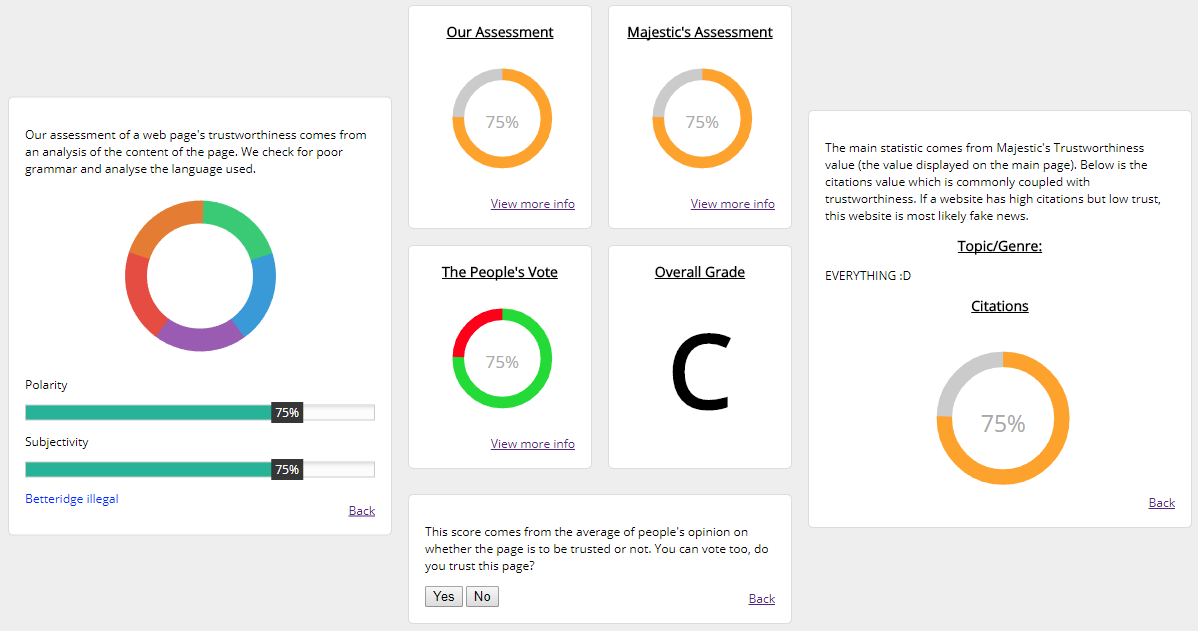 Our assessment of a web page's trustworthiness comes from
an analysis of the content of the page. We check for poor
grammar and analyse the language used.
Polarity
75%
Subjectivity
75%
Betteridge illegal
Back
Our Assessment
75%
View more info
Majestic's Assessment
75%
View more info
The People's Vote
75%
View more info
Overall Grade
C
This score comes from the average of people's opinion on
whether the page is to be trusted or not. You can vote too, do
you trust this page?
Yes No
Back
The main statistic comes from Majestic's Trustworthiness
value (the value displayed on the main page). Below is the
citations value which is commonly coupled with
trustworthiness. If a website has high citations but low trust,
this website is most likely fake news.
Topic/Genre:
EVERYTHING :D
Citations
75%
Back